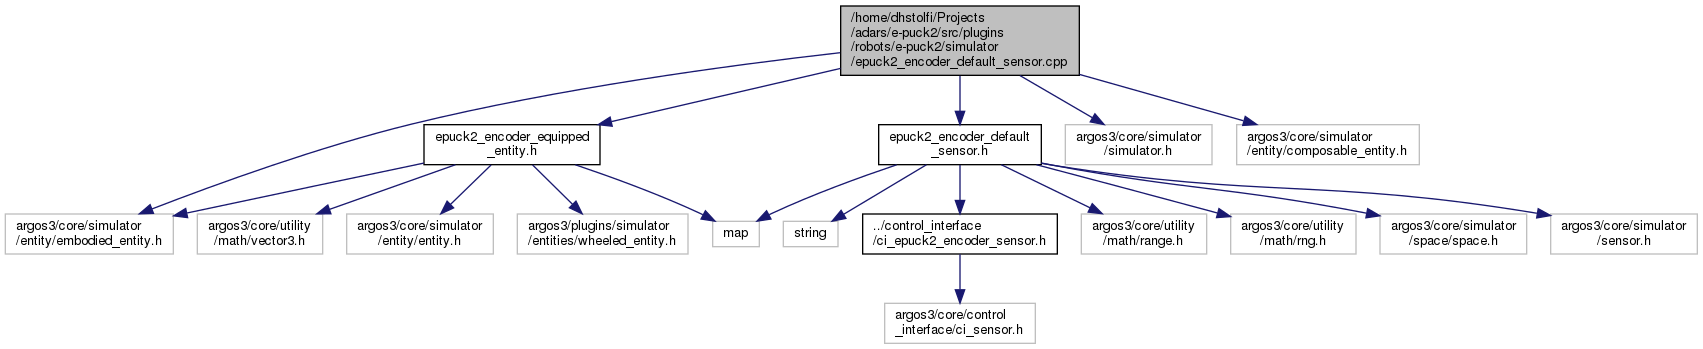 /home/dhstolfi/Projects
/adars/e-puck2/src/plugins
/robots/e-puck2/simulator
/epuck2_encoder_default_sensor.cpp
epuck2_encoder_equipped
_entity.h
epuck2_encoder_default
_sensor.h
argos3/core/simulator
/simulator.h
argos3/core/simulator
/entity/composable_entity.h
argos3/core/simulator
/entity/embodied_entity.h
argos3/core/utility
/math/vector3.h
argos3/core/simulator
/entity/entity.h
argos3/plugins/simulator
/entities/wheeled_entity.h
map
string
../control_interface
/ci_epuck2_encoder_sensor.h
argos3/core/utility
/math/range.h
argos3/core/utility
/math/rng.h
argos3/core/simulator
/space/space.h
argos3/core/simulator
/sensor.h
argos3/core/control
_interface/ci_sensor.h